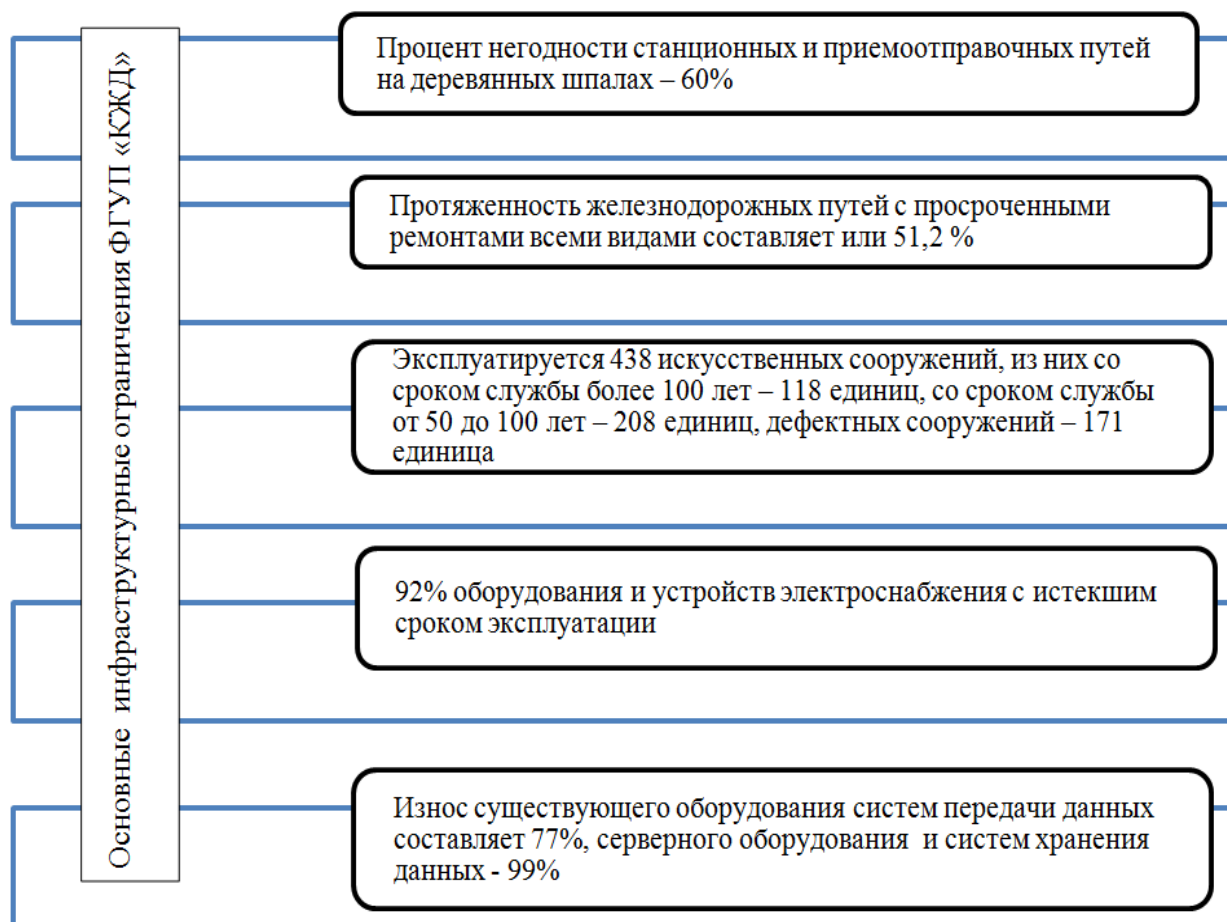 Основные инфраструктурные ограничения ФГУП «КЖД»
Процент негодности станционных и приемоотправочных путей
на деревянных шпалах – 60%
Протяженность железнодорожных путей с просроченными
ремонтами всеми видами составляет или 51,2 %
Эксплуатируется 438 искусственных сооружений, из них со
сроком службы более 100 лет – 118 единиц, со сроком службы
от 50 до 100 лет – 208 единиц, дефектных сооружений – 171
единица
92% оборудования и устройств электроснабжения с истекшим
сроком эксплуатации
Износ существующего оборудования систем передачи данных
составляет 77%, серверного оборудования и систем хранения
данных - 99%